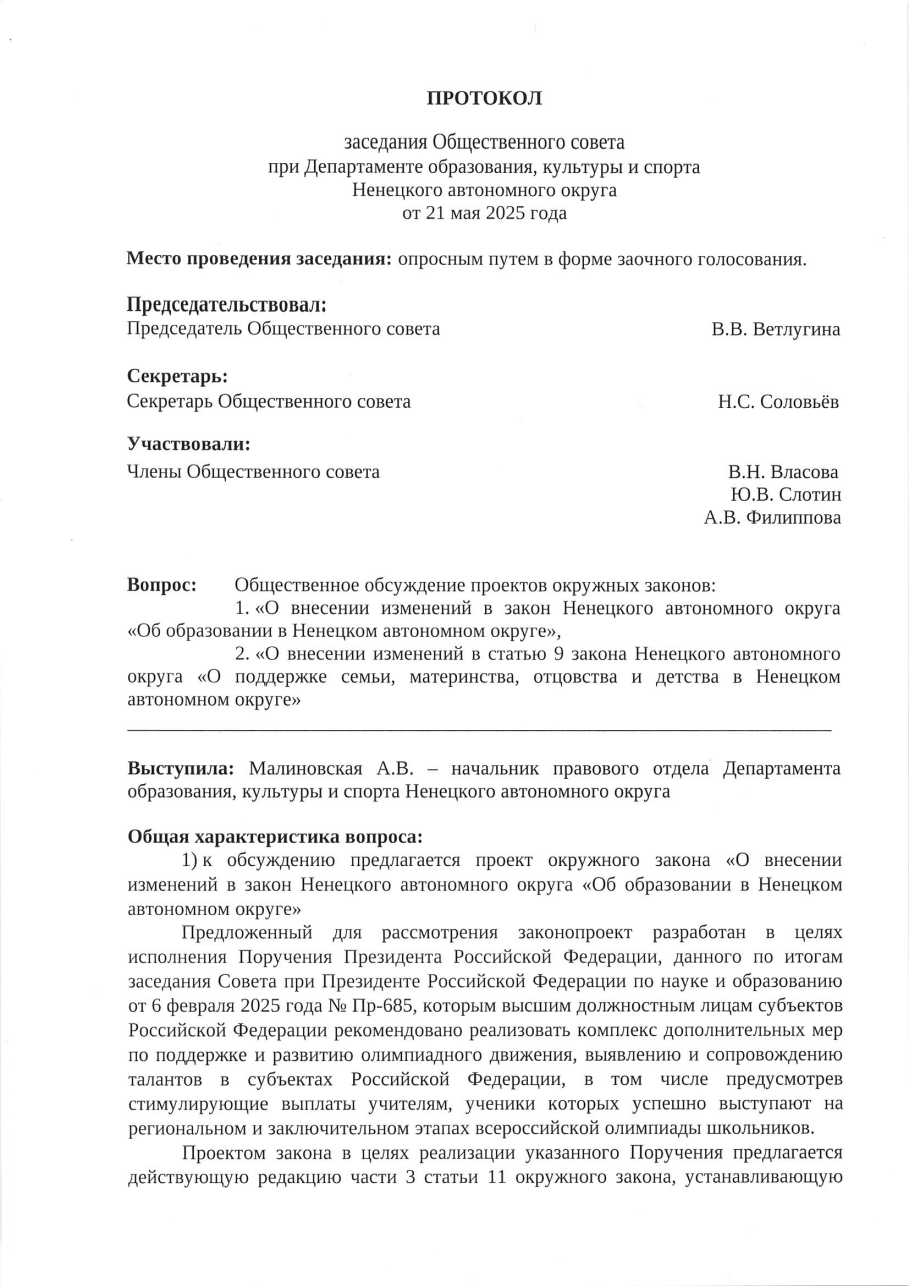 ПРОТОКОЛ
заседания Общественного совета
при Департаменте образования, культуры и спорта
Ненецкого автономного округа
от 21 мая 2025 года
Место проведения заседания: опросным путем в форме заочного голосования.
Председательствовал:
Председатель Общественного совета В.В. Ветлугина
Секретарь:
Секретарь Общественного совета Н.С. Соловьёв
Участвовали:
Члены Общественного совета В.Н. Власова
Ю.В. Слотин
А.В. Филиппова
Вопрос: Общественное обсуждение проектов окружных законов:
1. «О внесении изменений в закон Ненецкого автономного округа
«Об образовании в Ненецком автономном округе»,
2. «О внесении изменений в статью 9 закона Ненецкого автономного
округа «О поддержке семьи, материнства, отцовства и детства в Ненецком
автономном округе»
Выступила: Малиновская А.В. – начальник правового отдела Департамента
образования, культуры и спорта Ненецкого автономного округа
Общая характеристика вопроса:
1) к обсуждению предлагается проект окружного закона «О внесении
изменений в закон Ненецкого автономного округа «Об образовании в Ненецком
автономном округе»
Предложенный для рассмотрения законопроект разработан в целях
исполнения Поручения Президента Российской Федерации, данного по итогам
заседания Совета при Президенте Российской Федерации по науке и образованию
от 6 февраля 2025 года № Пр-685, которым высшим должностным лицам субъектов
Российской Федерации рекомендовано реализовать комплекс дополнительных мер
по поддержке и развитию олимпиадного движения, выявлению и сопровождению
талантов в субъектах Российской Федерации, в том числе предусмотрев
стимулирующие выплаты учителям, ученики которых успешно выступают на
региональном и заключительном этапах всероссийской олимпиады школьников.
Проектом закона в целях реализации указанного Поручения предлагается
действующую редакцию части 3 статьи 11 окружного закона, устанавливающую